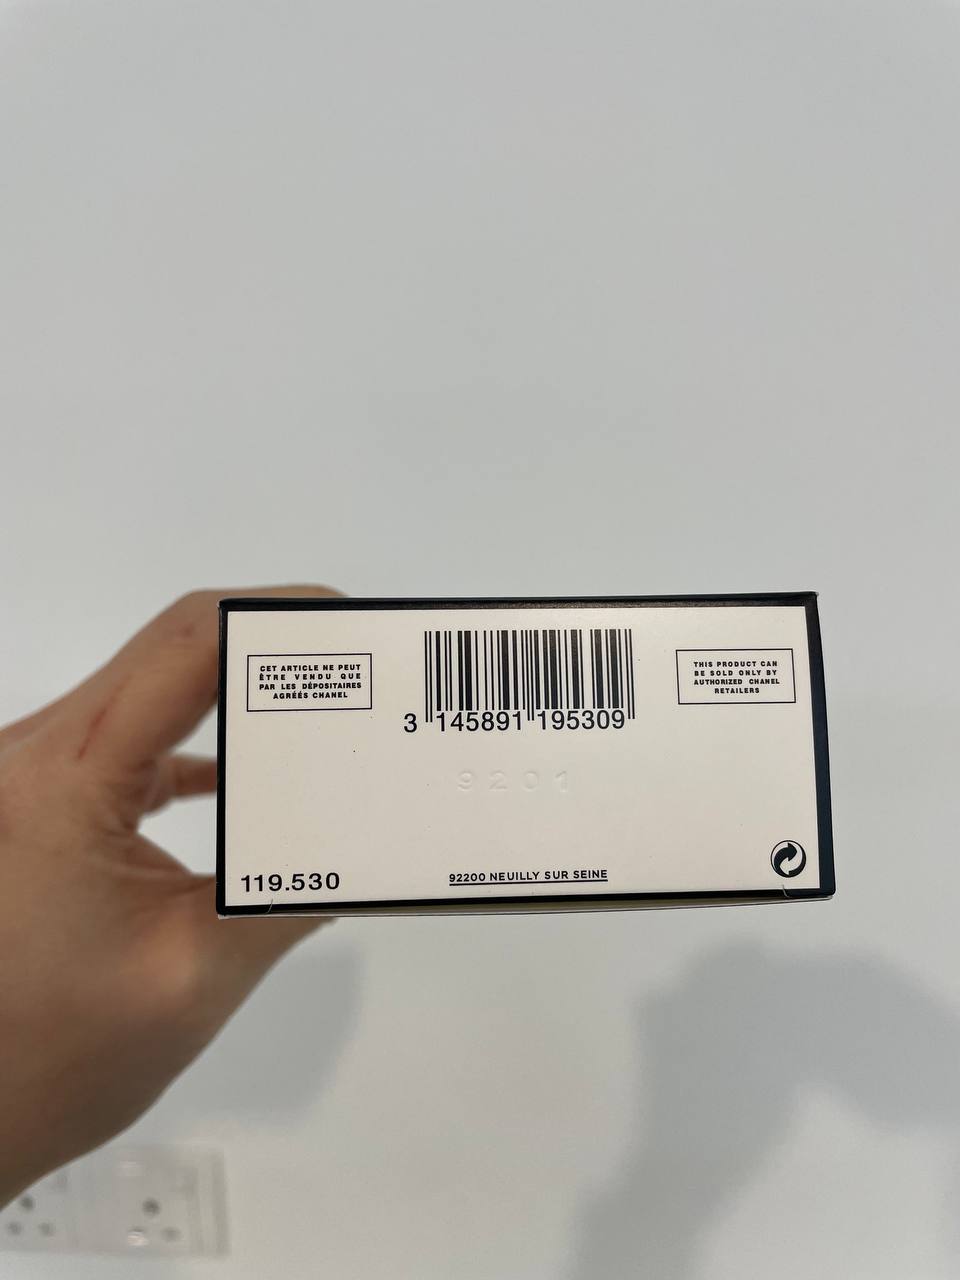 CET ARTICLE NE PEUT
ÊTRE VENDU QUE
PAR LES DÉPOSITAIRES
AGRÉÉS CHANEL
3 145891 195309
THIS PRODUCT CAN
BE SOLD ONLY BY
AUTHORIZED CHANEL
RETAILERS
9201
119.530
92200 NEUILLY SUR SEINE